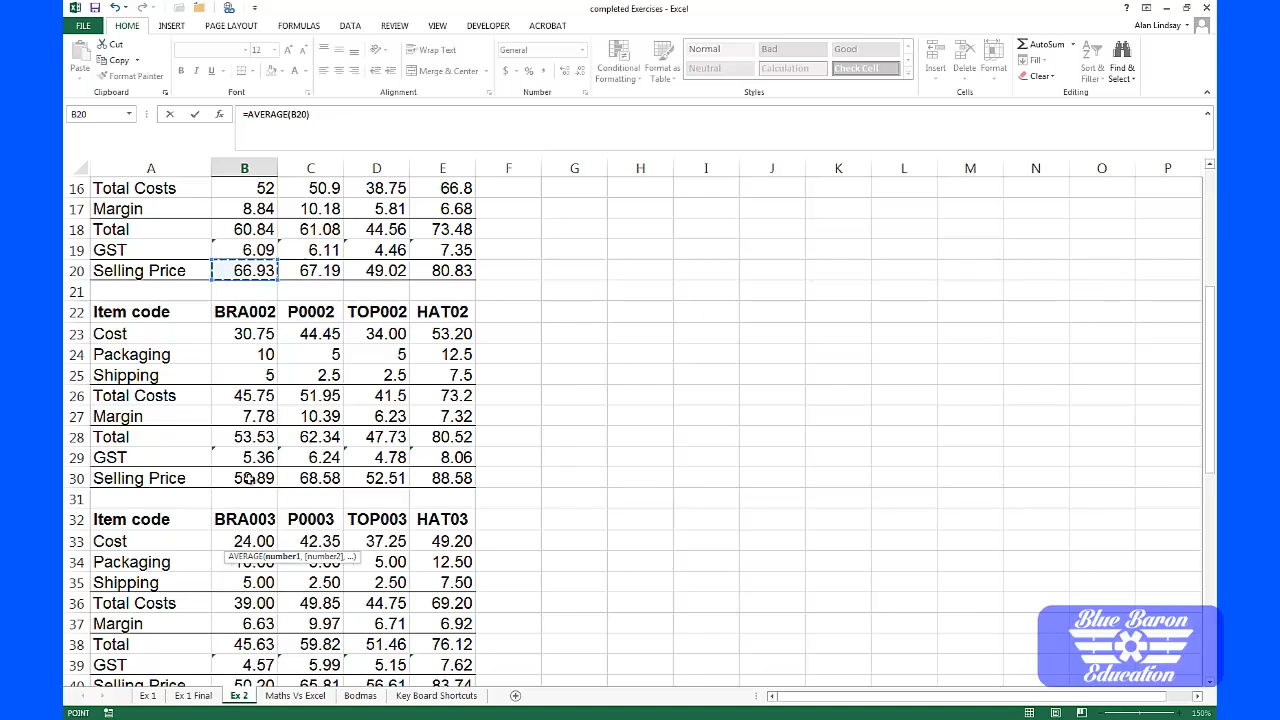 completed Exercises - Excel
FILE HOME INSERT PAGE LAYOUT FORMULAS DATA REVIEW VIEW DEVELOPER ACROBAT Alan Lindsay
Paste Cut Copy Format Painter Clipboard
12 B I U A Font
Wrap Text Merge & Center Alignment
General $ % Number
Conditional Formatting Format as Table Normal Bad Good Neutral Calculation Check Cell Styles
Insert Delete Format Cells
AutoSum Fill Clear Sort & Filter Find & Select Editing
B20 fx =AVERAGE(B20)
A B C D E F G H I J K L M N O P
16 Total Costs 52 50.9 38.75 66.8
17 Margin 8.84 10.18 5.81 6.68
18 Total 60.84 61.08 44.56 73.48
19 GST 6.09 6.11 4.46 7.35
20 Selling Price 66.93 67.19 49.02 80.83
21
22 Item code BRA002 P0002 TOP002 HAT02
23 Cost 30.75 44.45 34.00 53.20
24 Packaging 10 5 5 12.5
25 Shipping 5 2.5 2.5 7.5
26 Total Costs 45.75 51.95 41.5 73.2
27 Margin 7.78 10.39 6.23 7.32
28 Total 53.53 62.34 47.73 80.52
29 GST 5.36 6.24 4.78 8.06
30 Selling Price 68.58 52.51 88.58
31
32 Item code BRA003 P0003 TOP003 HAT03
33 Cost 24.00 42.35 37.25 49.20
AVERAGE(number1, [number2], ...)
34 Packaging 5.00 12.50
35 Shipping 5.00 2.50 2.50 7.50
36 Total Costs 39.00 49.85 44.75 69.20
37 Margin 6.63 9.97 6.71 6.92
38 Total 45.63 59.82 51.46 76.12
39 GST 4.57 5.99 5.15 7.62
Selling Price 50.20 65.81 56.61 83.74
Ex 1 Ex 1 Final Ex 2 Maths Vs Excel Bodmas Key Board Shortcuts
POINT 150%
Blue Baron
Education